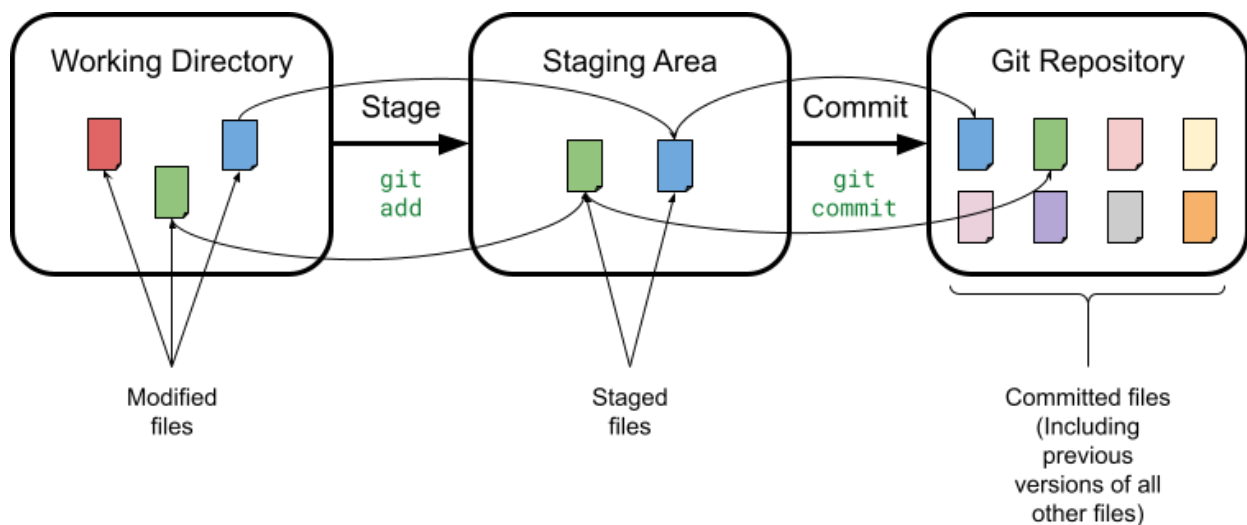 Working Directory
Staging Area
Git Repository
Stage
Commit
git
add
git
commit
Modified
files
Staged
files
Committed files
(Including
previous
versions of all
other files)